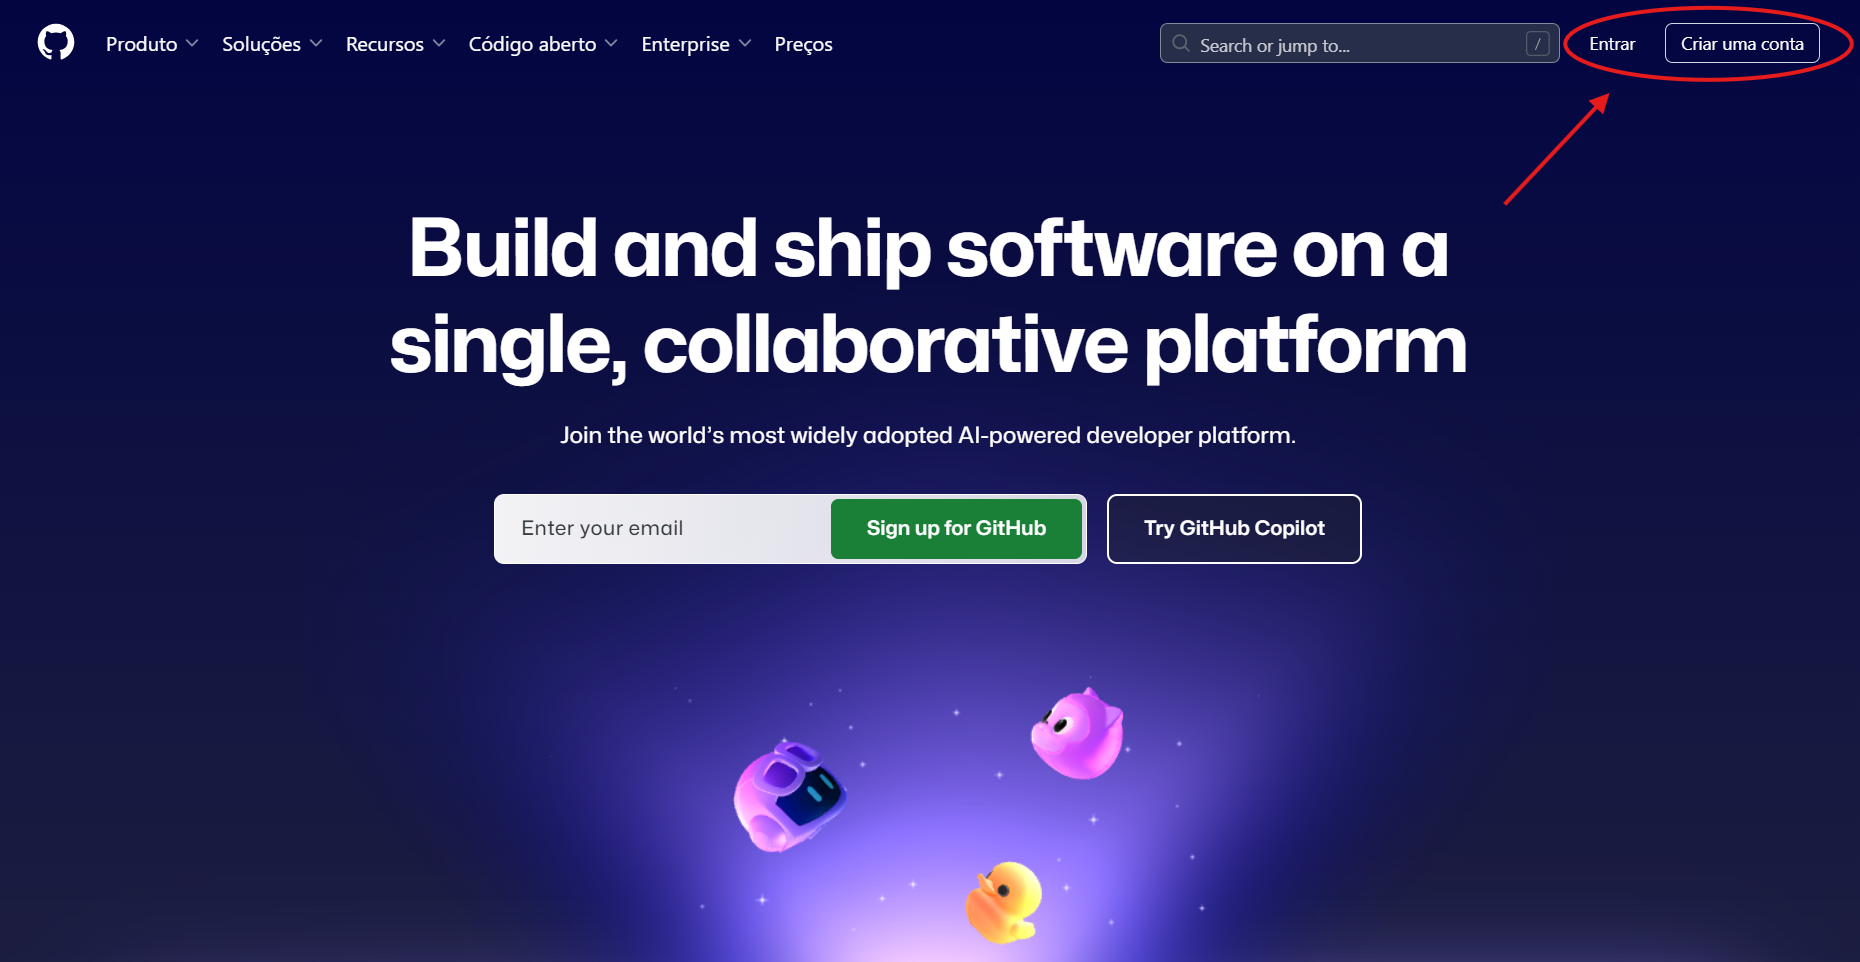 Produto Soluções Recursos Código aberto Enterprise Preços Search or jump to... / Entrar Criar uma conta
Build and ship software on a
single, collaborative platform
Join the world’s most widely adopted AI-powered developer platform.
Enter your email Sign up for GitHub Try GitHub Copilot